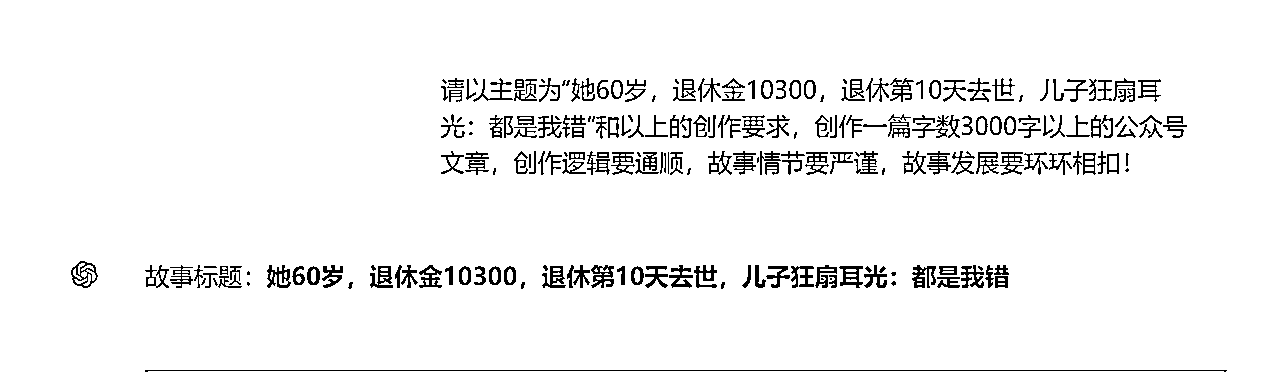 请以主题为“她60岁，退休金10300，退休第10天去世，儿子狂扇耳
光：都是我错”和以上的创作要求，创作一篇字数3000字以上的公众号
文章，创作逻辑要通顺，故事情节要严谨，故事发展要环环相扣！
故事标题：她60岁，退休金10300，退休第10天去世，儿子狂扇耳光：都是我错